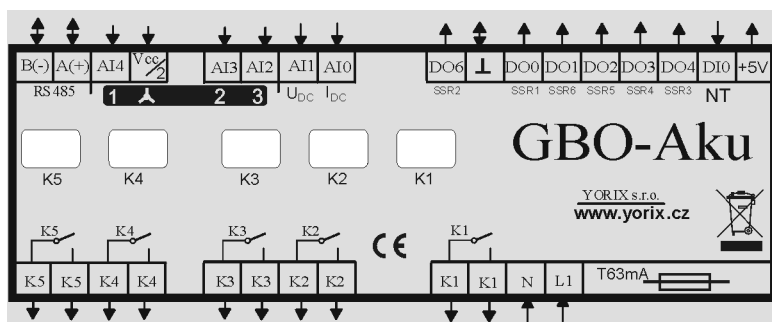 B(-) A(+) AI4 Vcc/2 AI3 AI2 AI1 AI0 DO6 ⊥ DO0 DO1 DO2 DO3 DO4 DI0 +5V
RS 485 1 2 3 UDC IDC SSR2 SSR1 SSR6 SSR5 SSR4 SSR3 NT
GBO-Aku
K5 K4 K3 K2 K1
YORIX s.r.o.
www.yorix.cz
K5 K4 K3 K2 CE K1
K5 K5 K4 K4 K3 K3 K2 K2 K1 K1 N L1 T63mA